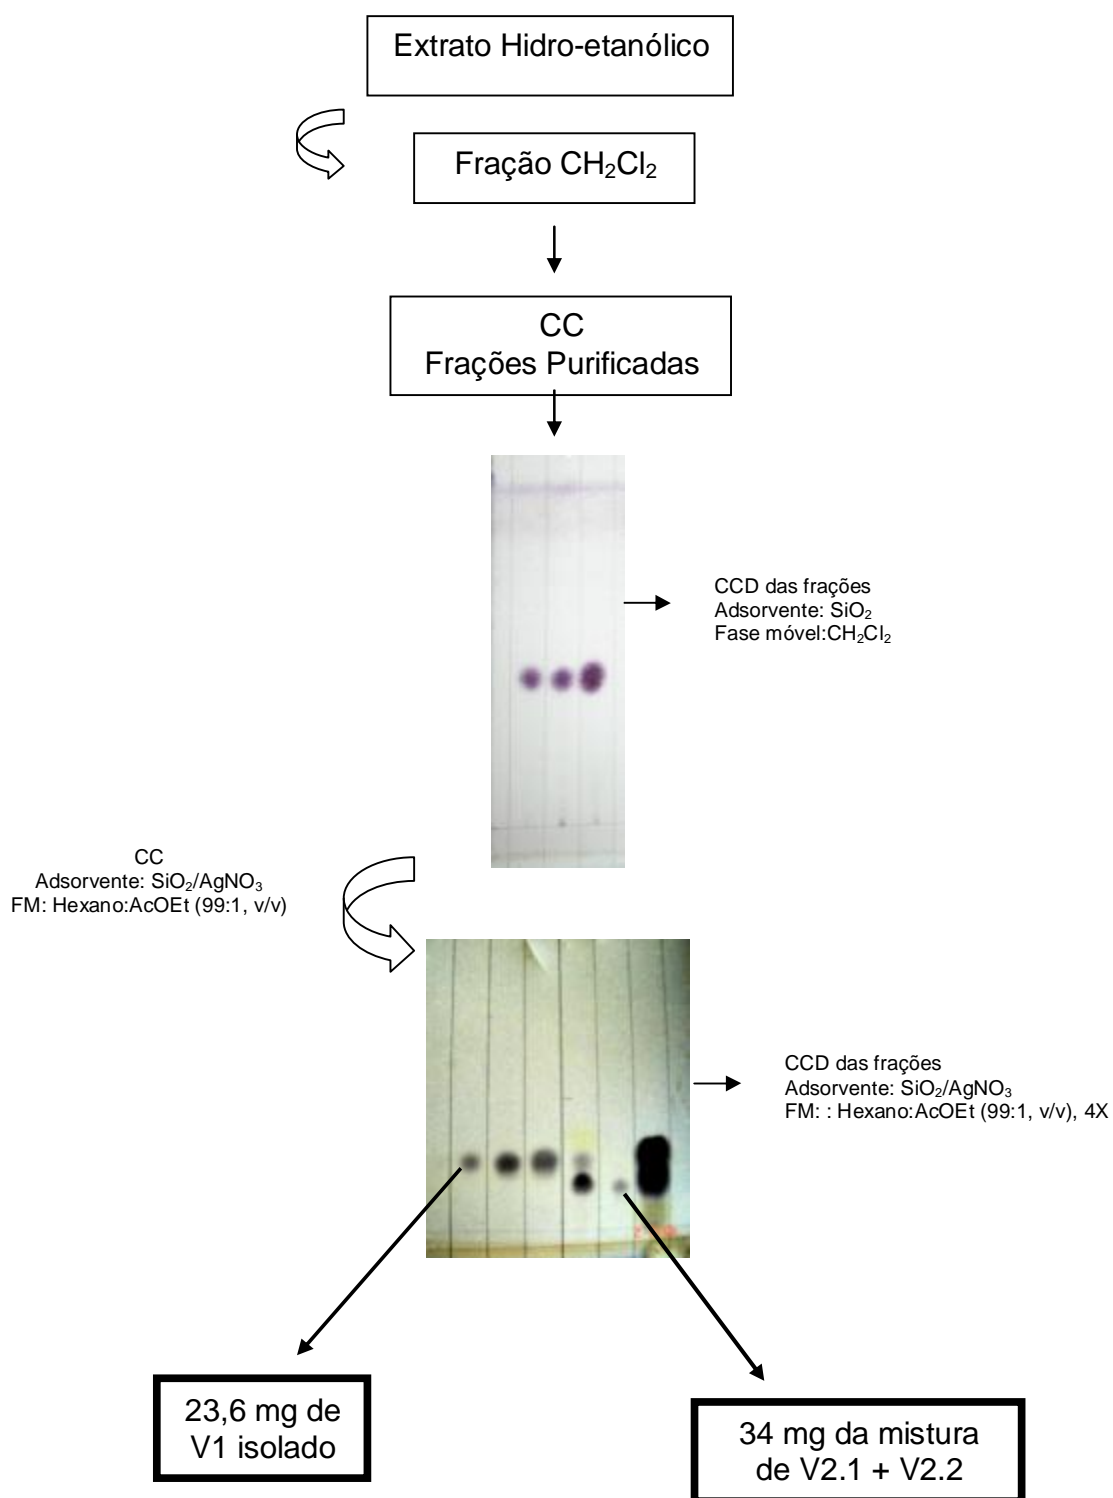 Extrato Hidro-etanólico
Fração CH₂Cl₂
CC
Frações Purificadas
CCD das frações
Adsorvente: SiO₂
Fase móvel:CH₂Cl₂
CC
Adsorvente: SiO₂/AgNO₃
FM: Hexano:AcOEt (99:1, v/v)
CCD das frações
Adsorvente: SiO₂/AgNO₃
FM: : Hexano:AcOEt (99:1, v/v), 4X
23,6 mg de
V1 isolado
34 mg da mistura
de V2.1 + V2.2